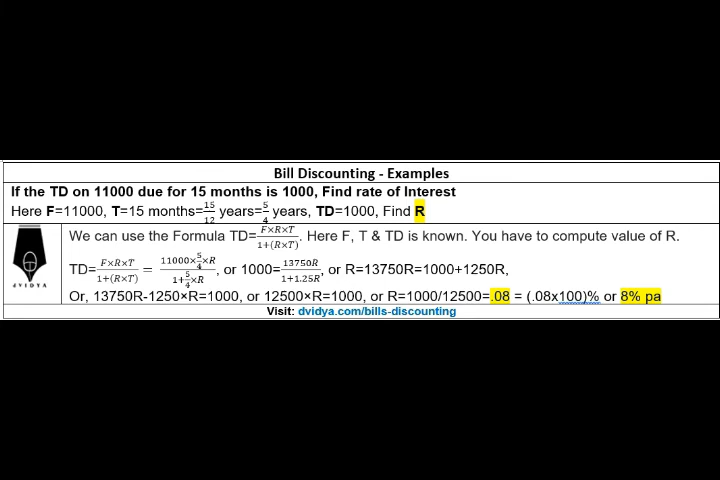 Bill Discounting - Examples
If the TD on 11000 due for 15 months is 1000, Find rate of Interest
Here F=11000, T=15 months=15/12 years=5/4 years, TD=1000, Find R
We can use the Formula TD=F×R×T/1+(R×T). Here F, T & TD is known. You have to compute value of R.
TD=F×R×T/1+(R×T) = 11000×5/4×R/1+5/4×R, or 1000=13750R/1+1.25R, or R=13750R=1000+1250R,
Or, 13750R-1250×R=1000, or 12500×R=1000, or R=1000/12500=.08 = (.08x100)% or 8% pa
DVIDYA
Visit: dvidya.com/bills-discounting